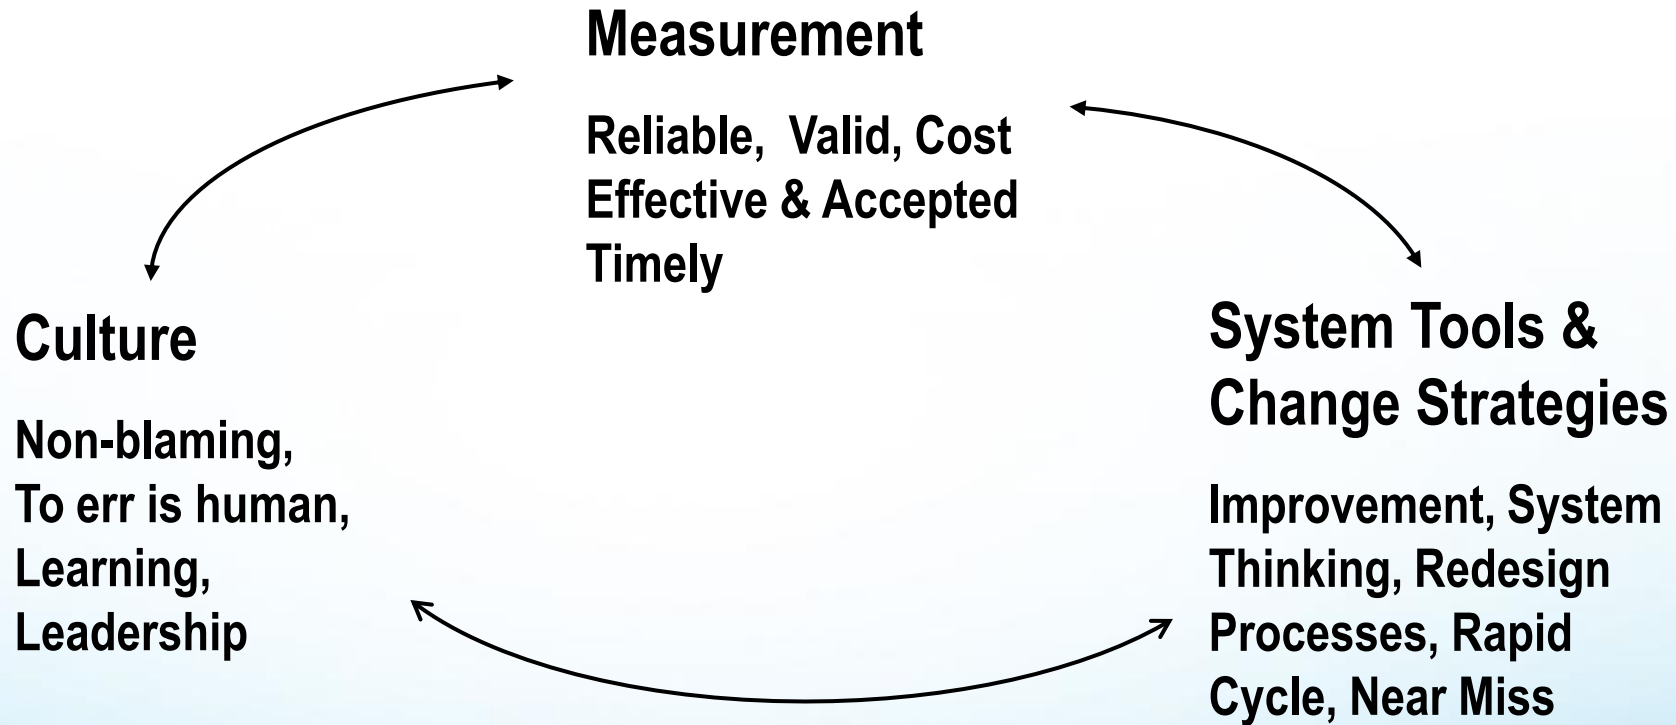 Measurement
Reliable,  Valid, Cost
Effective & Accepted
Timely
Culture
Non-blaming,
To err is human,
Learning,
Leadership
System Tools &
Change Strategies
Improvement, System
Thinking, Redesign
Processes, Rapid
Cycle, Near Miss